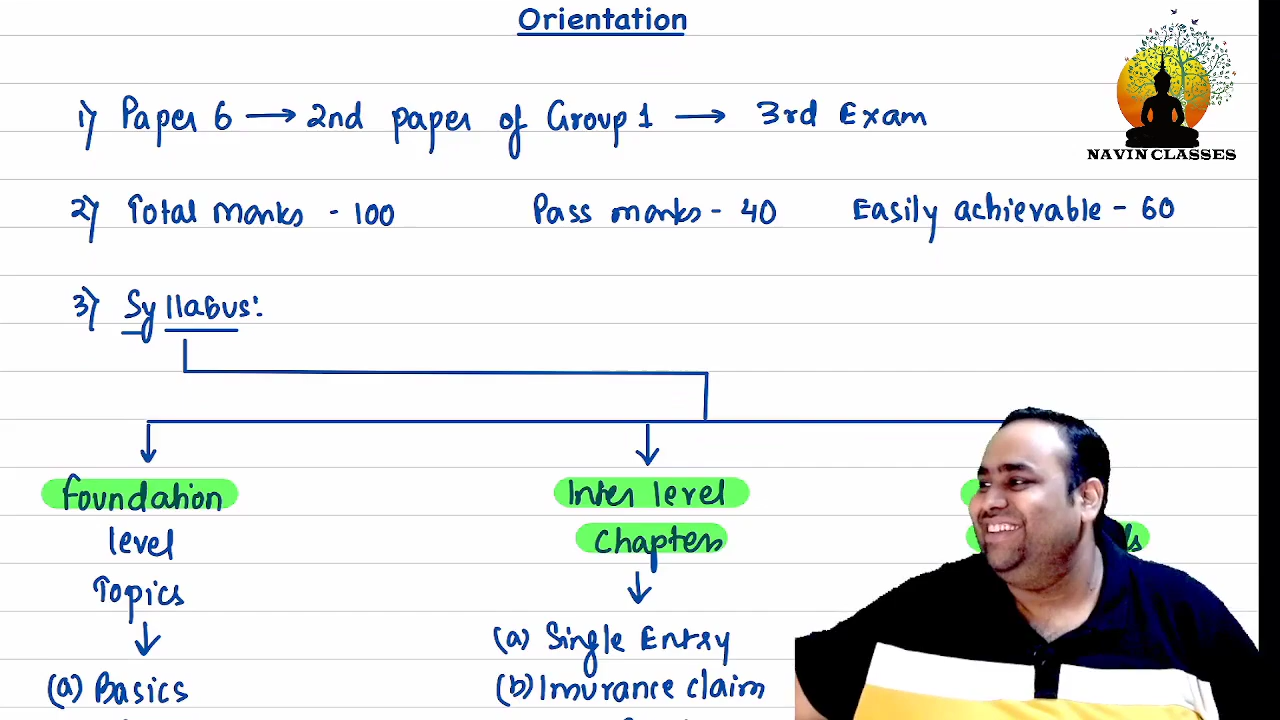 Orientation
1) Paper 6 → 2nd paper of Group 1 → 3rd Exam
NAVIN CLASSES
2) Total marks - 100 Pass marks - 40 Easily achievable - 60
3) Syllabus:
Foundation Inter level
level Chapters
Topics
(a) Single Entry
(a) Basics (b) Insurance claim